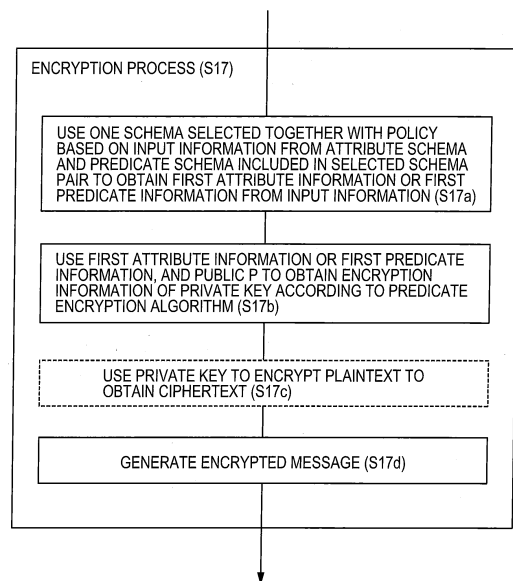 ENCRYPTION PROCESS (S17)
USE ONE SCHEMA SELECTED TOGETHER WITH POLICY
BASED ON INPUT INFORMATION FROM ATTRIBUTE SCHEMA
AND PREDICATE SCHEMA INCLUDED IN SELECTED SCHEMA
PAIR TO OBTAIN FIRST ATTRIBUTE INFORMATION OR FIRST
PREDICATE INFORMATION FROM INPUT INFORMATION (S17a)
USE FIRST ATTRIBUTE INFORMATION OR FIRST PREDICATE
INFORMATION, AND PUBLIC P TO OBTAIN ENCRYPTION
INFORMATION OF PRIVATE KEY ACCORDING TO PREDICATE
ENCRYPTION ALGORITHM (S17b)
USE PRIVATE KEY TO ENCRYPT PLAINTEXT TO
OBTAIN CIPHERTEXT (S17c)
GENERATE ENCRYPTED MESSAGE (S17d)